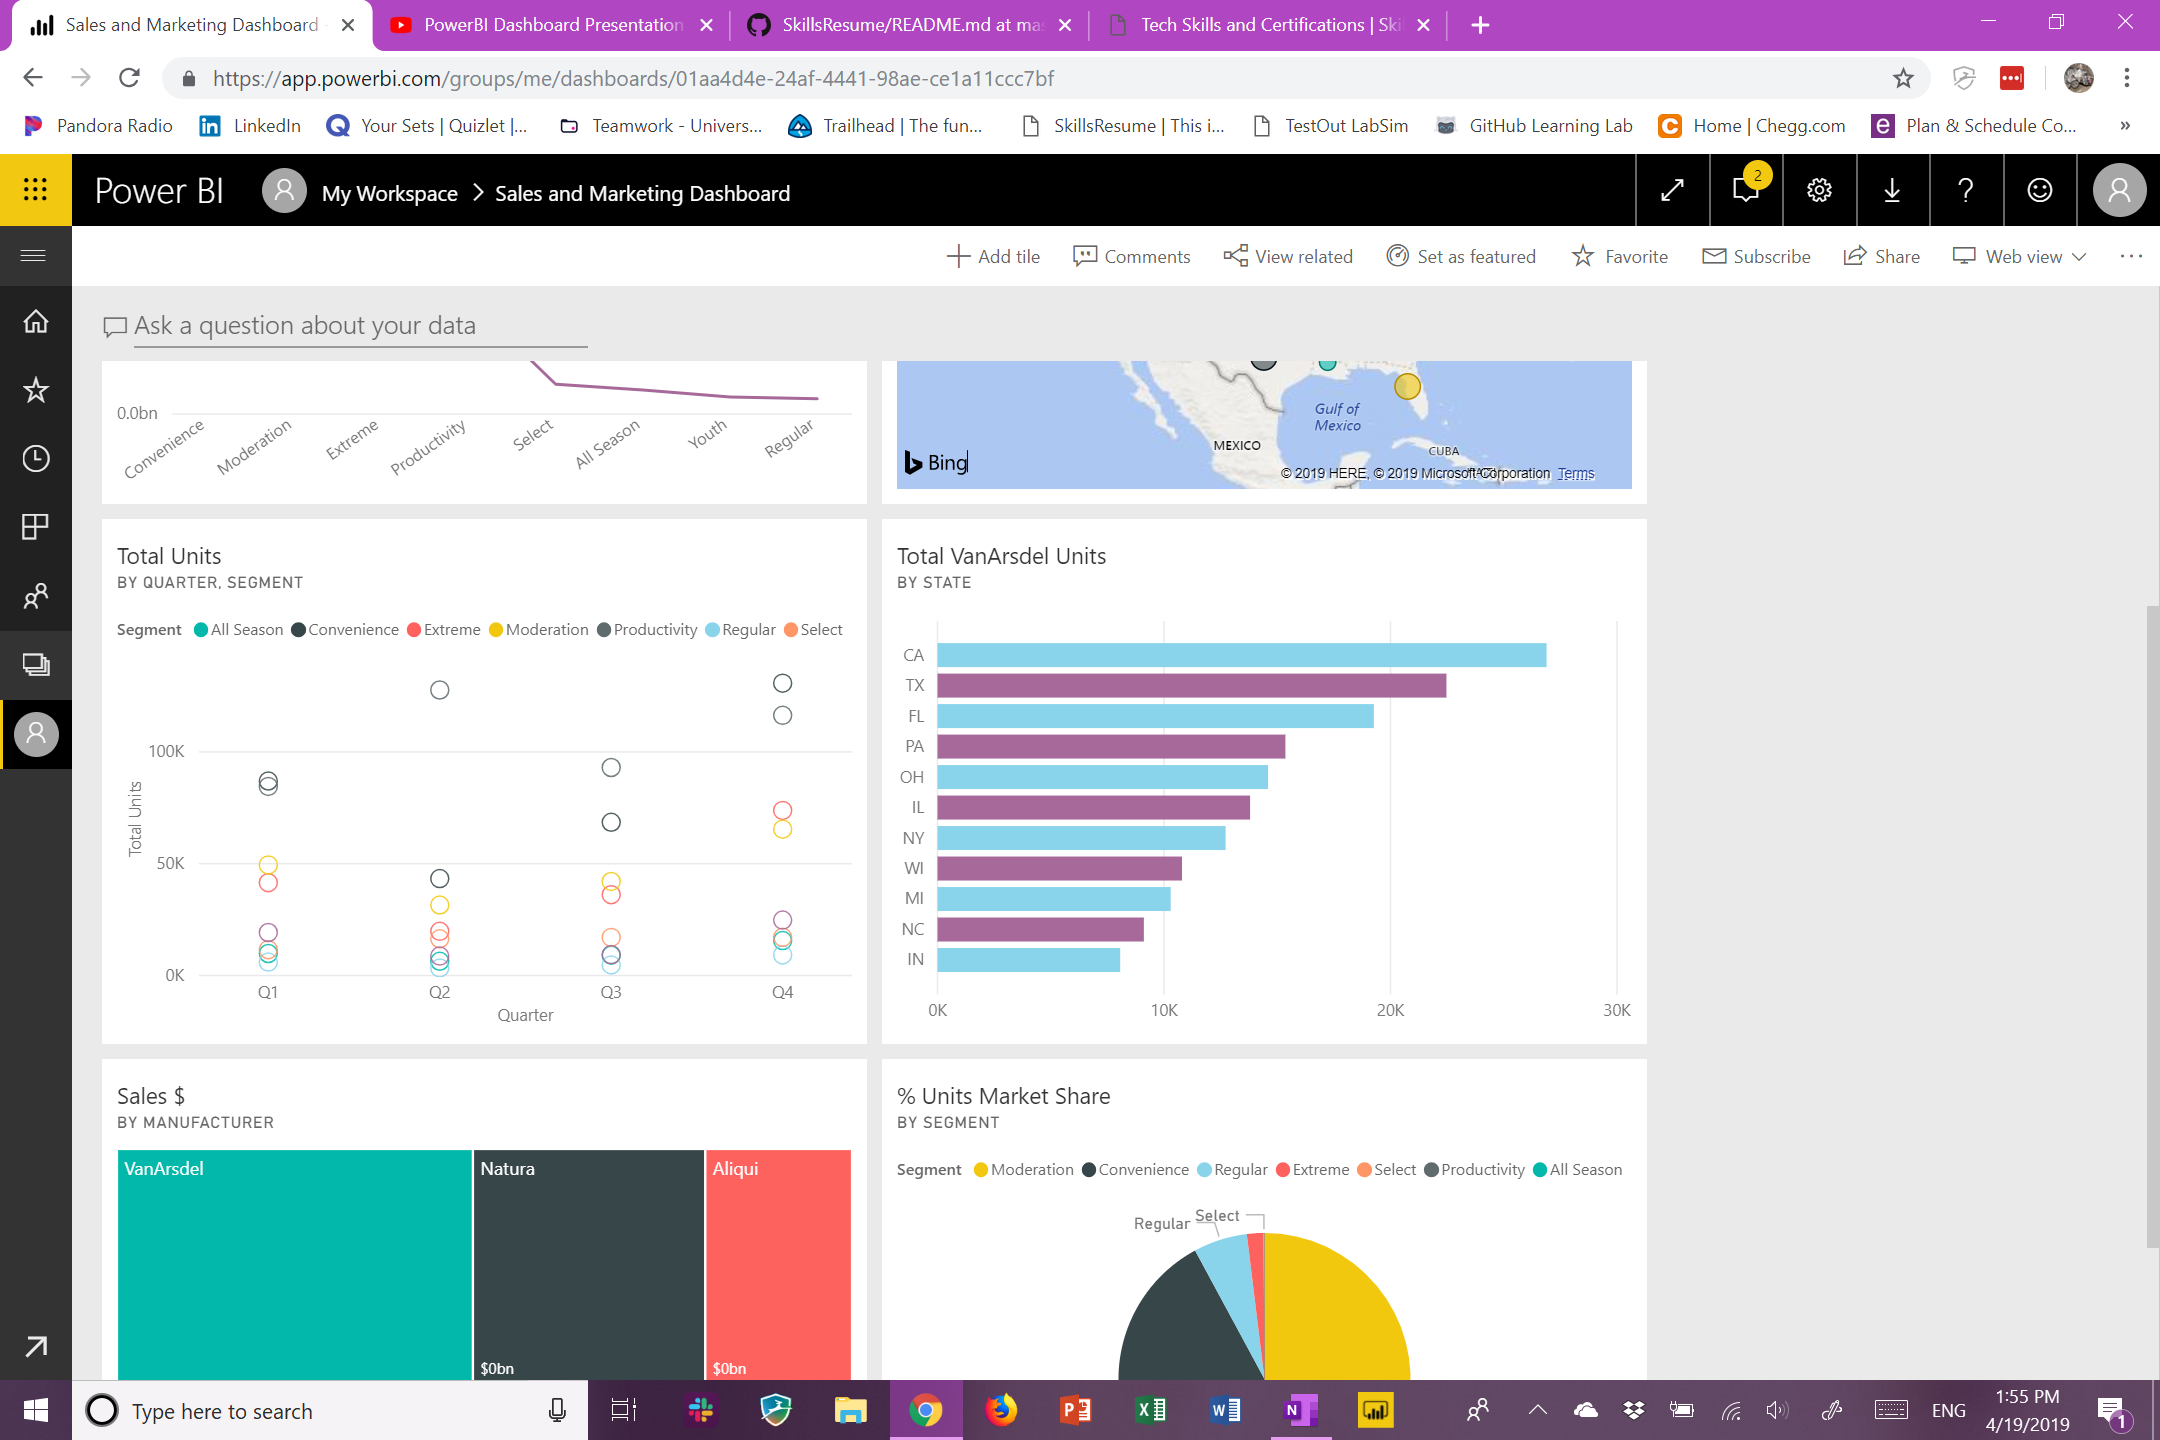 Sales and Marketing Dashboard
PowerBI Dashboard Presentation
SkillsResume/README.md at mas
Tech Skills and Certifications | Skil
https://app.powerbi.com/groups/me/dashboards/01aa4d4e-24af-4441-98ae-ce1a11ccc7bf
Pandora Radio
LinkedIn
Your Sets | Quizlet |...
Teamwork - Univers...
Trailhead | The fun...
SkillsResume | This i...
TestOut LabSim
GitHub Learning Lab
Home | Chegg.com
Plan & Schedule Co...
»
Power BI
My Workspace > Sales and Marketing Dashboard
2
?
Add tile
Comments
View related
Set as featured
Favorite
Subscribe
Share
Web view
...
Ask a question about your data
0.0bn
Convenience
Moderation
Extreme
Productivity
Select
All Season
Youth
Regular
Gulf of
Mexico
MEXICO
CUBA
Bing
© 2019 HERE, © 2019 Microsoft Corporation Terms
Total Units
BY QUARTER, SEGMENT
Segment All Season Convenience Extreme Moderation Productivity Regular Select
100K
50K
0K
Total Units
Q1 Q2 Q3 Q4
Quarter
Total VanArsdel Units
BY STATE
CA
TX
FL
PA
OH
IL
NY
WI
MI
NC
IN
0K 10K 20K 30K
Sales $
BY MANUFACTURER
VanArsdel
Natura
Aliqui
$0bn
$0bn
% Units Market Share
BY SEGMENT
Segment Moderation Convenience Regular Extreme Select Productivity All Season
Regular
Select
Type here to search
ENG
1:55 PM
4/19/2019
1